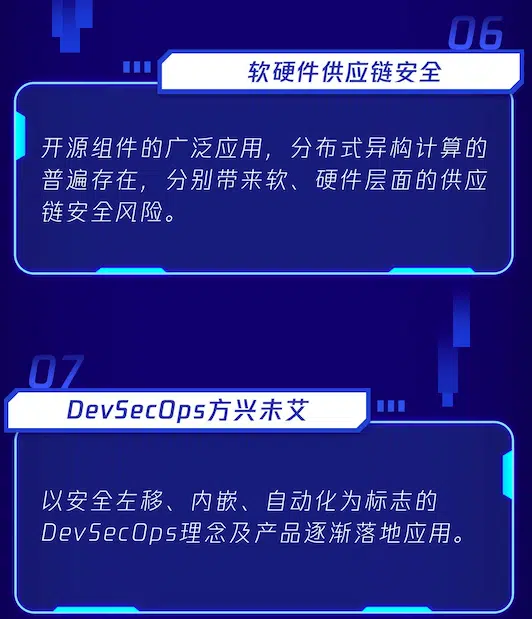 06
软硬件供应链安全
开源组件的广泛应用，分布式异构计算的
普遍存在，分别带来软、硬件层面的供应
链安全风险。
07
DevSecOps方兴未艾
以安全左移、内嵌、自动化为标志的
DevSecOps理念及产品逐渐落地应用。